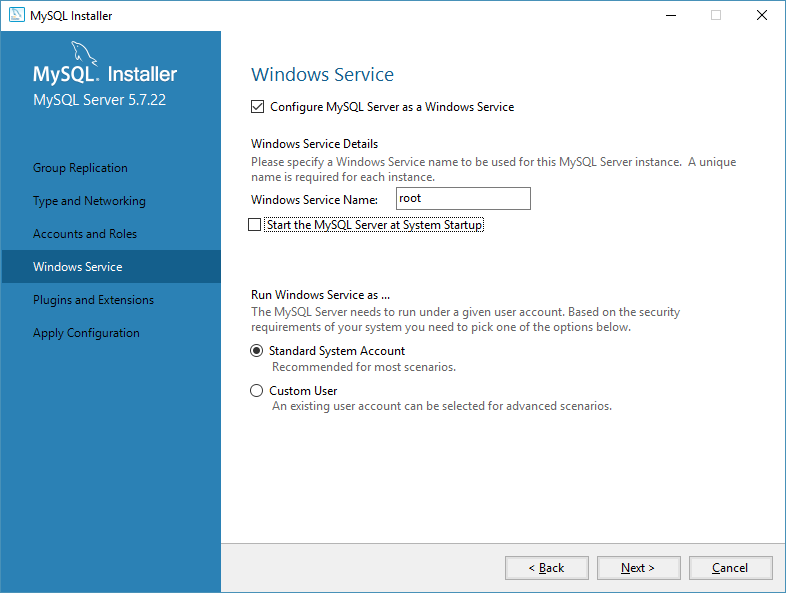 MySQL Installer
MySQL. Installer
MySQL Server 5.7.22
Group Replication
Type and Networking
Accounts and Roles
Windows Service
Plugins and Extensions
Apply Configuration
Windows Service
Configure MySQL Server as a Windows Service
Windows Service Details
Please specify a Windows Service name to be used for this MySQL Server instance. A unique
name is required for each instance.
Windows Service Name: root
Start the MySQL Server at System Startup
Run Windows Service as ...
The MySQL Server needs to run under a given user account. Based on the security
requirements of your system you need to pick one of the options below.
Standard System Account
Recommended for most scenarios.
Custom User
An existing user account can be selected for advanced scenarios.
< Back Next > Cancel